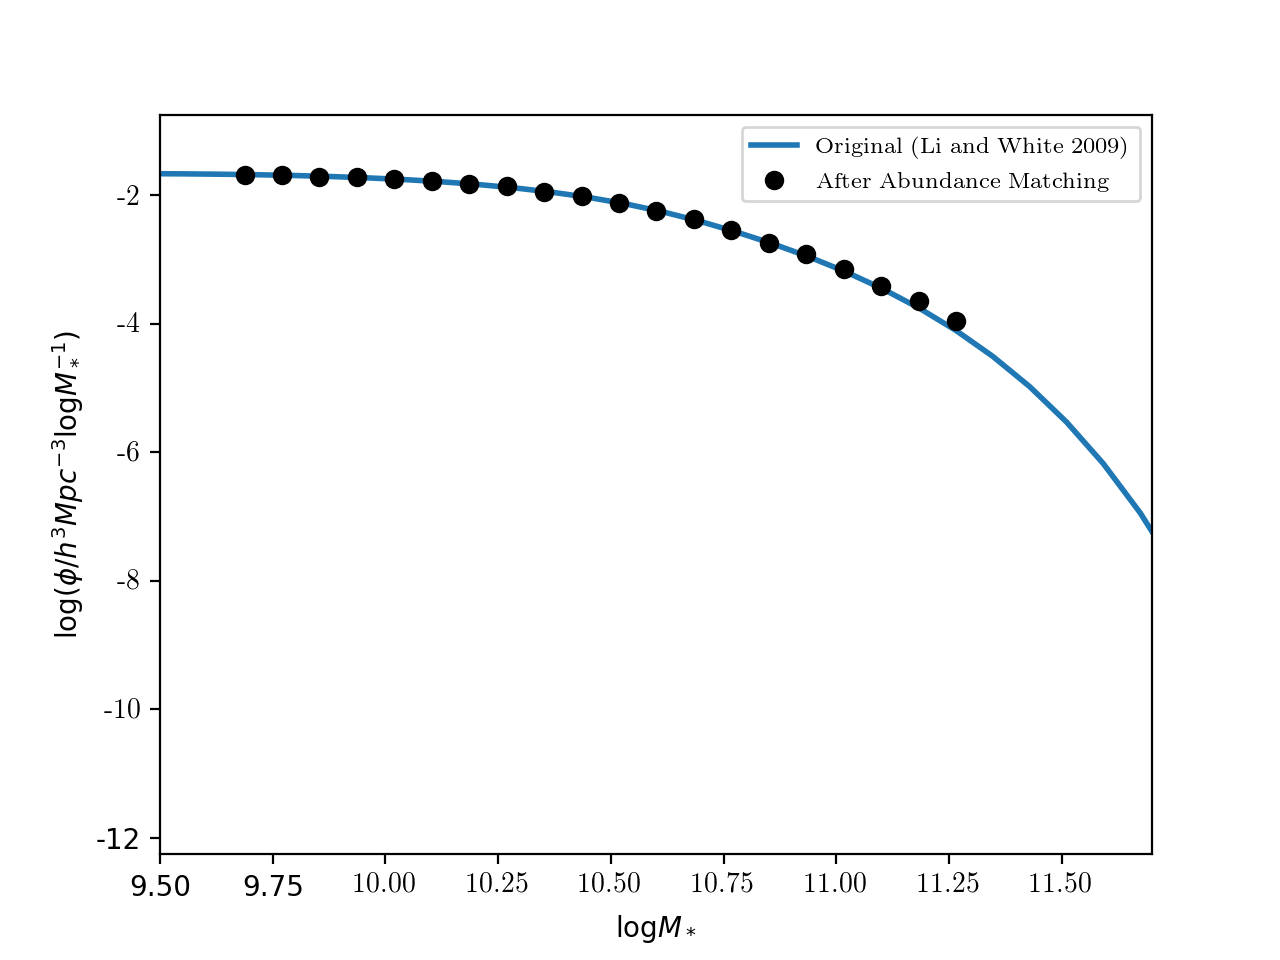 Original (Li and White 2009)
After Abundance Matching
-2
-4
-6
-8
-10
-12
log(ϕ/h³Mpc⁻³logM∗⁻¹)
9.50 9.75 10.00 10.25 10.50 10.75 11.00 11.25 11.50
logM∗